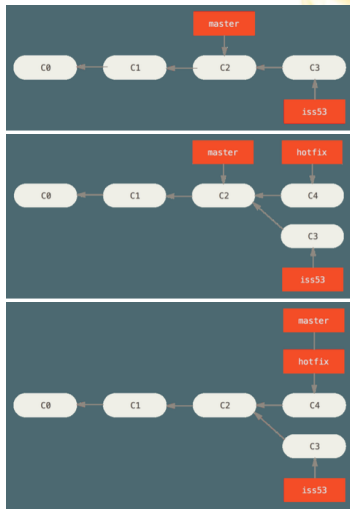 master
C0 C1 C2 C3
iss53
master hotfix
C0 C1 C2 C4
C3
iss53
master
hotfix
C0 C1 C2 C4
C3
iss53